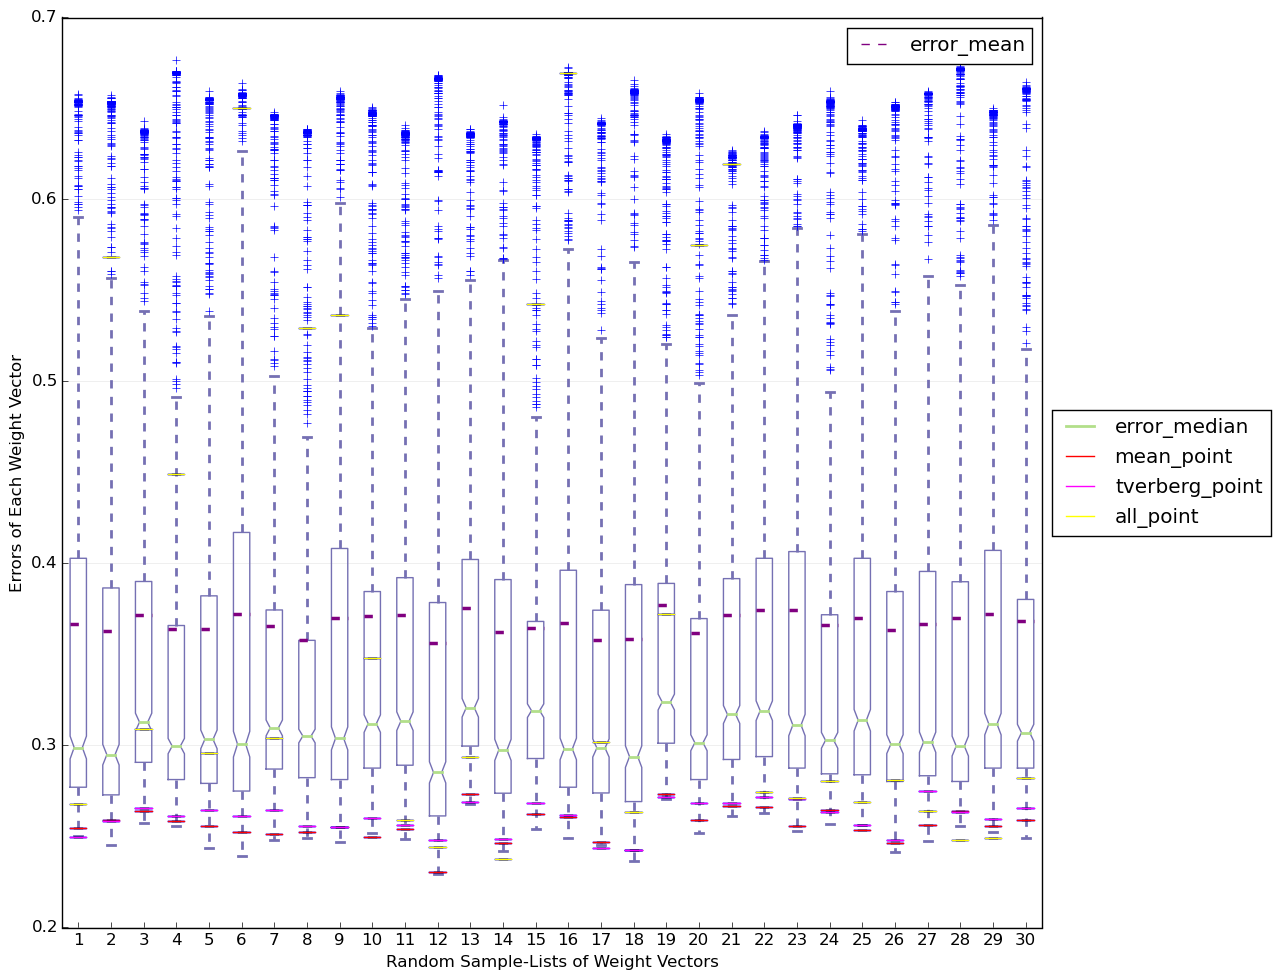 0.7
error_mean
0.6
0.5
Errors of Each Weight Vector
error_median
mean_point
tverberg_point
all_point
0.4
0.3
0.2
1 2 3 4 5 6 7 8 9 10 11 12 13 14 15 16 17 18 19 20 21 22 23 24 25 26 27 28 29 30
Random Sample-Lists of Weight Vectors